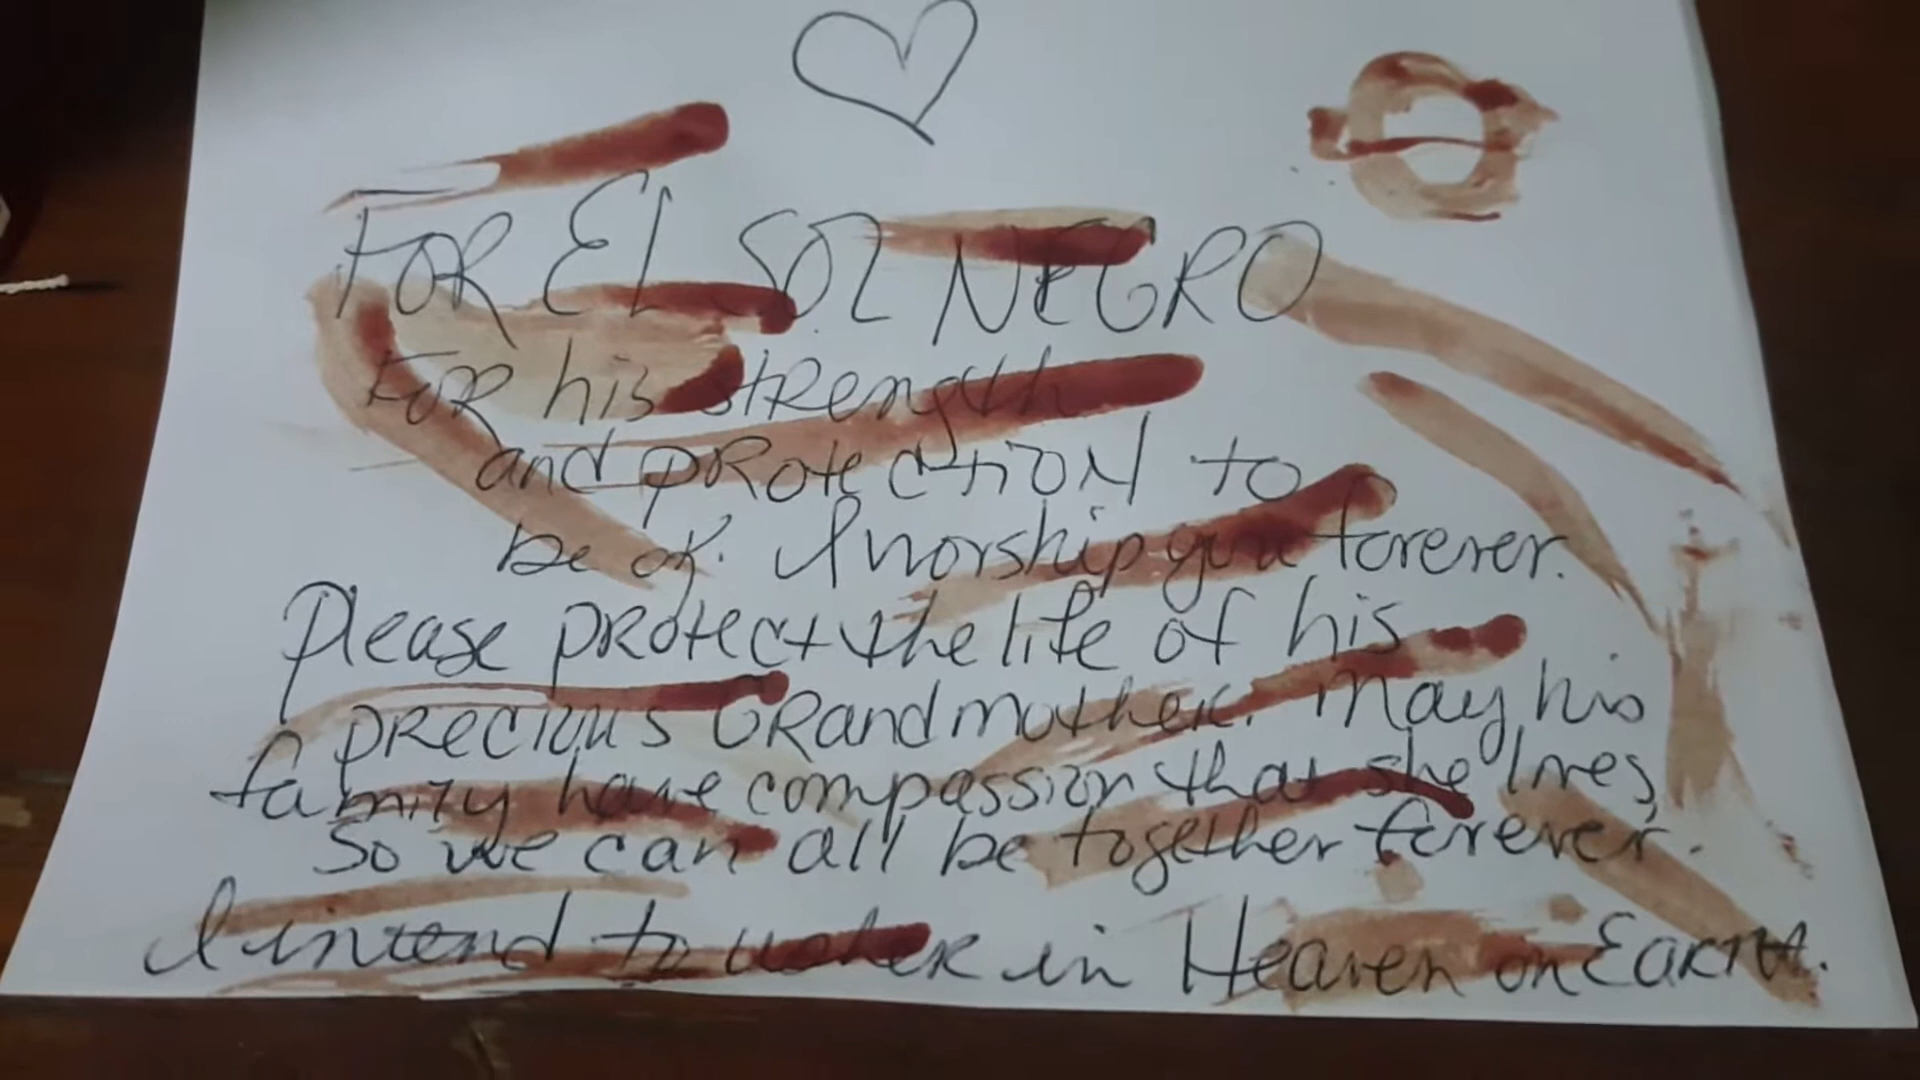 FOR EL SOL NEGRO
FOR his strength
and protection to
be ok. I worship you forever.
Please protect the life of his
precious Grandmother. May his
family have compassion that she lives
so we can all be together forever.
I intend to usher in Heaven on Earth.